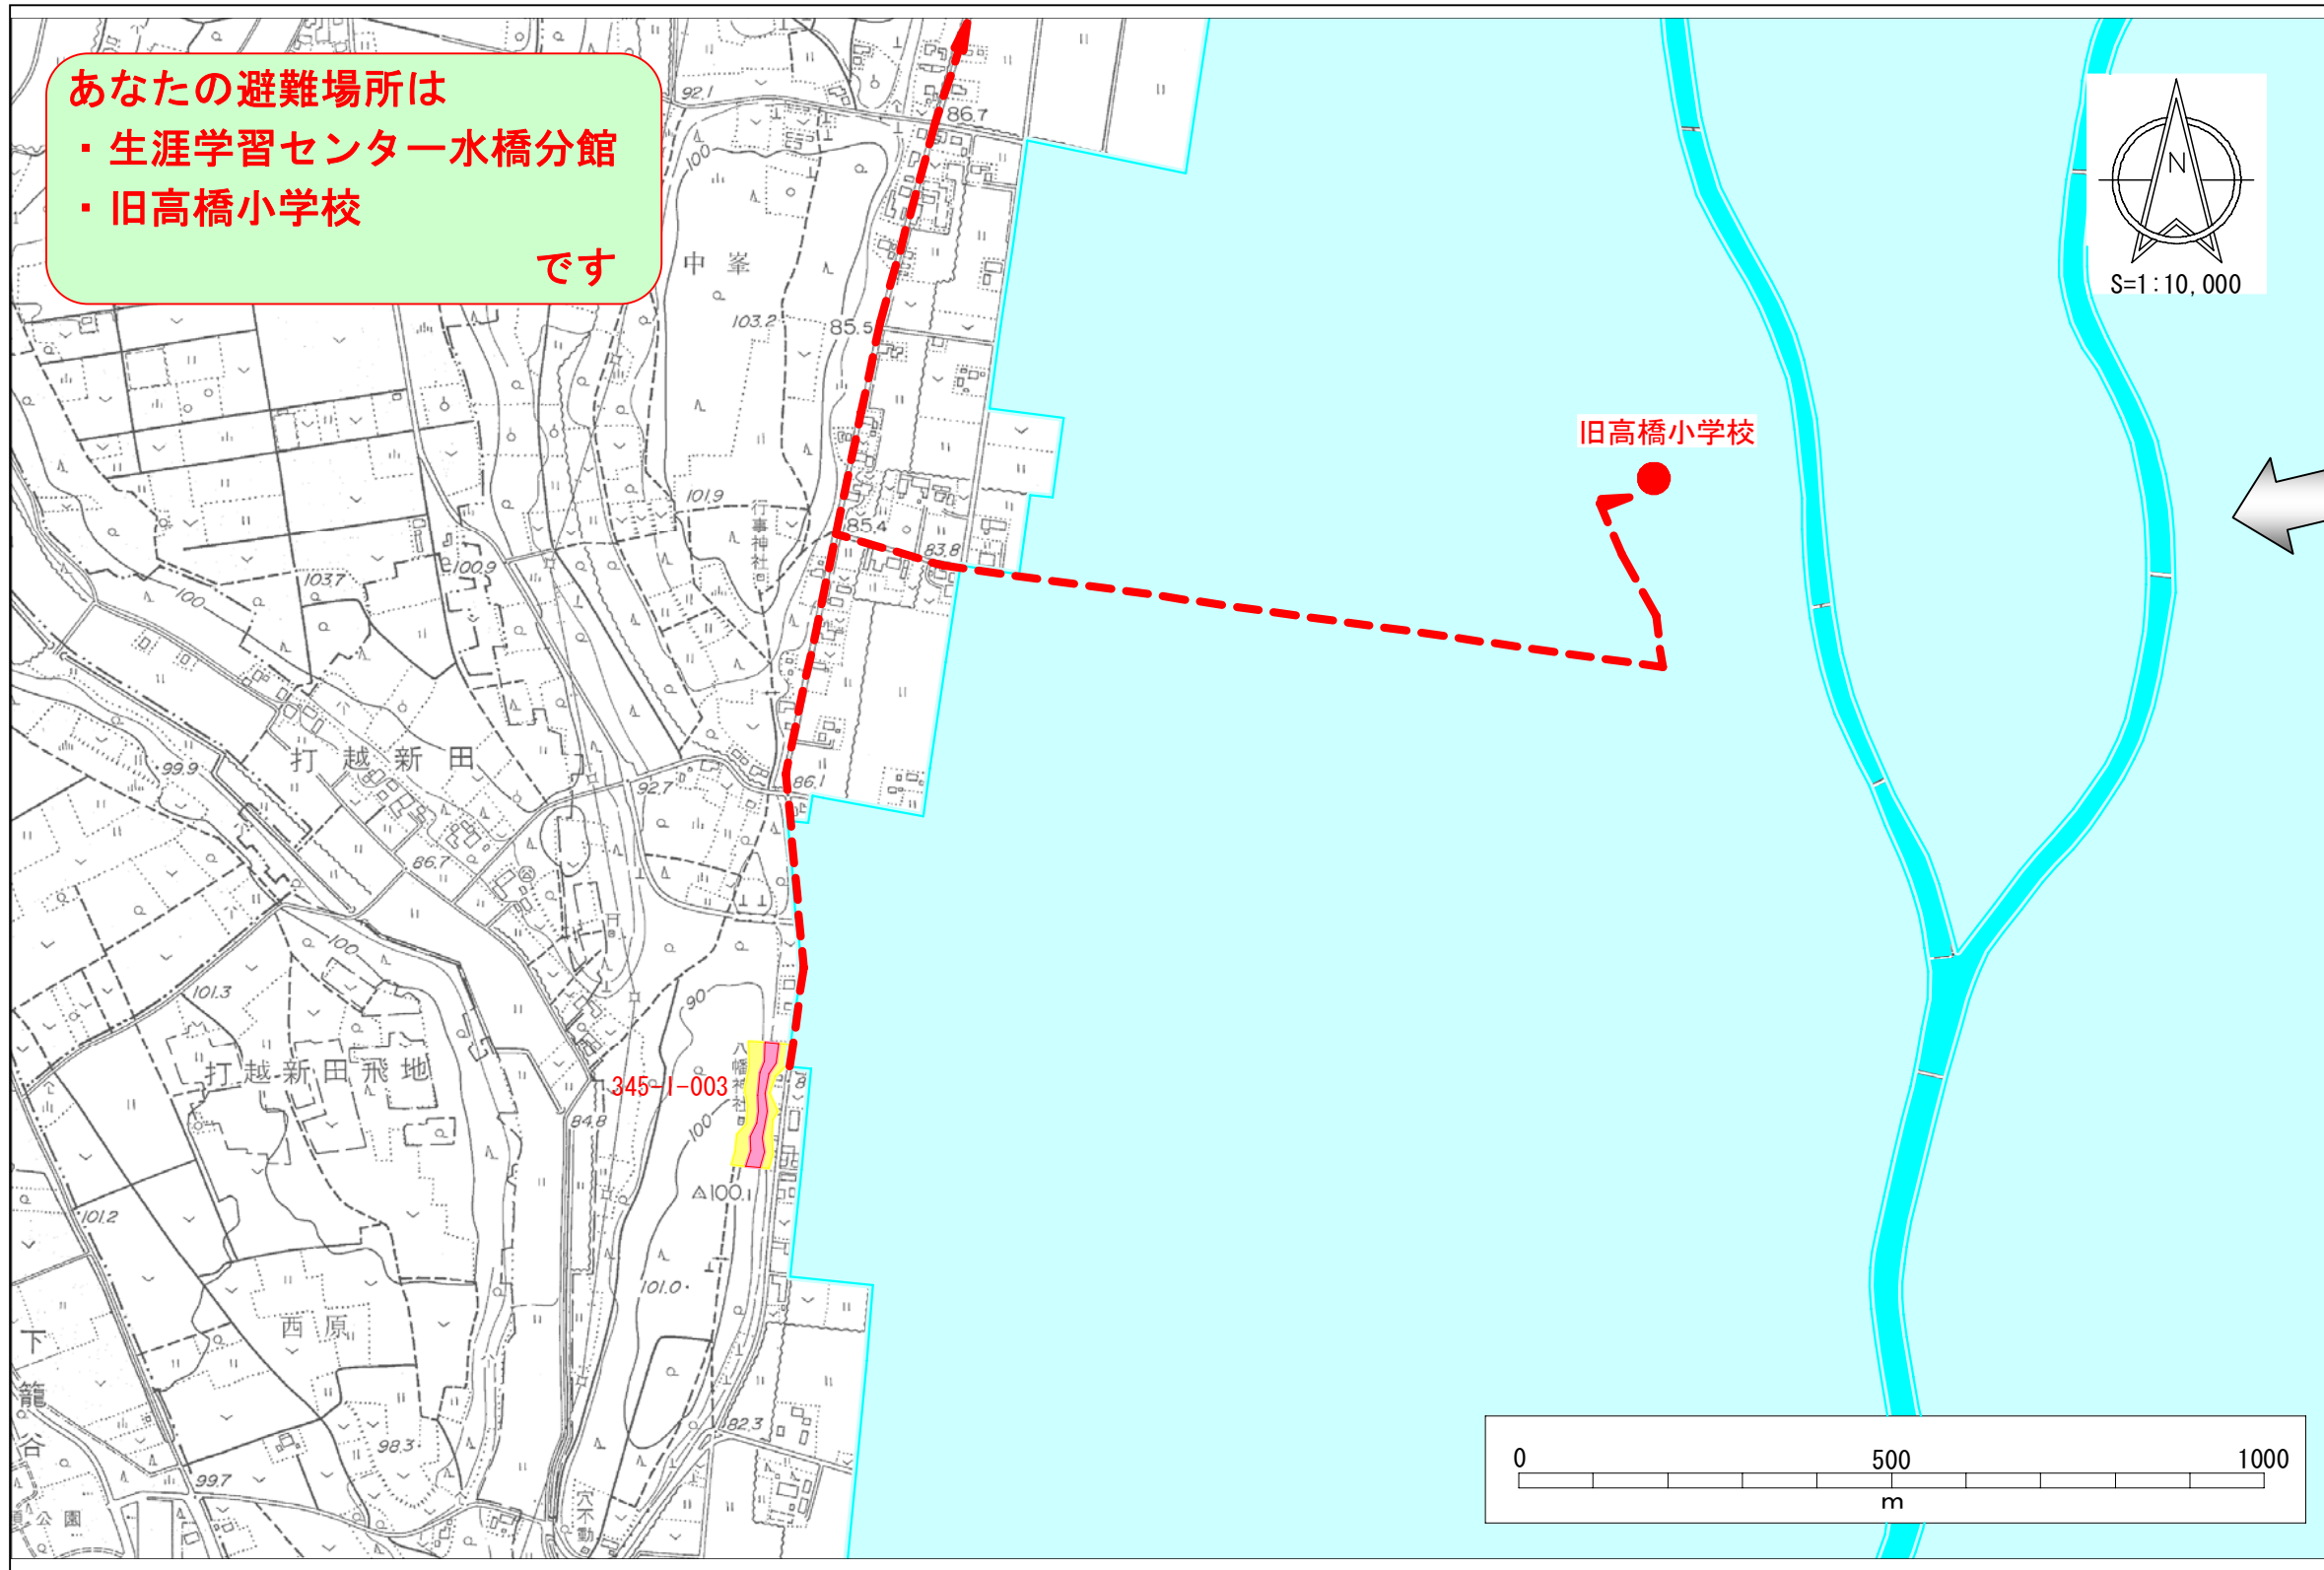 あなたの避難場所は
・生涯学習センター水橋分館
・旧高橋小学校
です
92.1
86.7
N
S=1:10,000
100
中峯
103.2
85.5
旧高橋小学校
101.9
行事神社
85.4
83.8
103.7
100.9
100
打越新田
99.9
92.7
86.1
86.7
100
101.3
90
打越新田飛地
八幡神社
345-Ⅰ-003
8
84.8
100
100.1
101.2
101.0
西原
下籠谷
82.3
98.3
99.7
穴不動
公園
0 500 1000
m